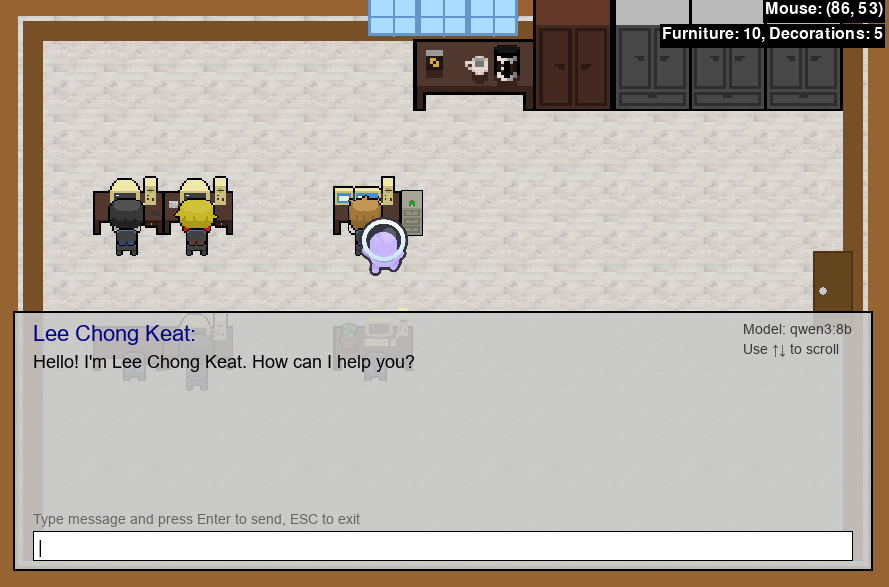 Mouse: (86, 53)
Furniture: 10, Decorations: 5
Lee Chong Keat:
Hello! I'm Lee Chong Keat. How can I help you?
Model: qwen3:8b
Use ↑↓ to scroll
Type message and press Enter to send, ESC to exit